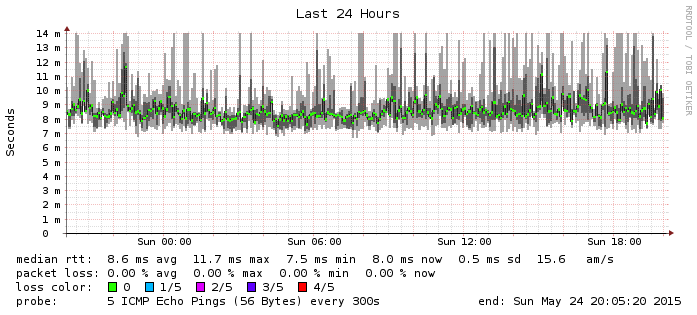 Last 24 Hours
RRDTOOL / TOBI OETIKER
Seconds
14 m
13 m
12 m
11 m
10 m
9 m
8 m
7 m
6 m
5 m
4 m
3 m
2 m
1 m
0
Sun 00:00 Sun 06:00 Sun 12:00 Sun 18:00
median rtt: 8.6 ms avg 11.7 ms max 7.5 ms min 8.0 ms now 0.5 ms sd 15.6 am/s
packet loss: 0.00 % avg 0.00 % max 0.00 % min 0.00 % now
loss color: 0 1/5 2/5 3/5 4/5
probe: 5 ICMP Echo Pings (56 Bytes) every 300s end: Sun May 24 20:05:20 2015